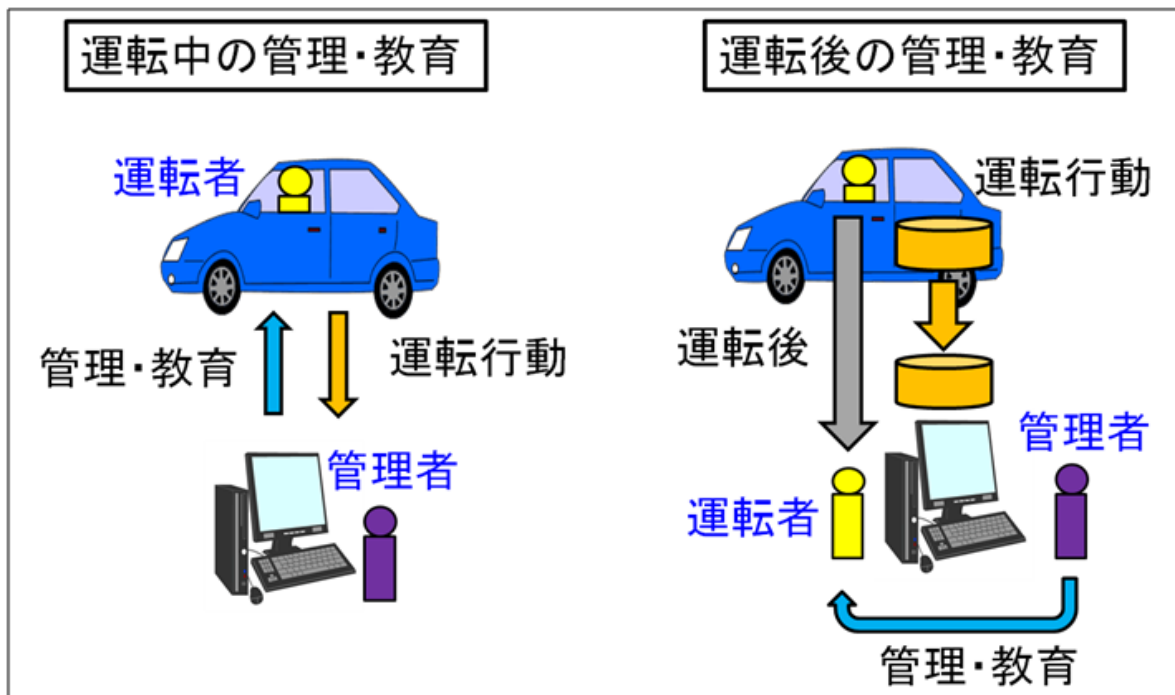 運転中の管理・教育
運転者
管理・教育
運転行動
管理者
運転後の管理・教育
運転行動
運転後
管理者
運転者
管理・教育